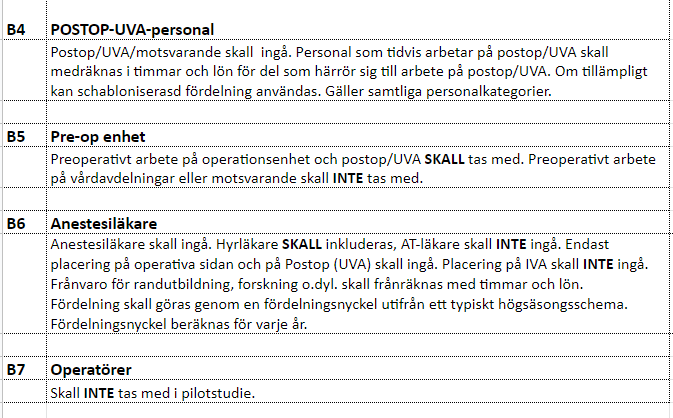 B4 POSTOP-UVA-personal
Postop/UVA/motsvarande skall  ingå. Personal som tidvis arbetar på postop/UVA skall
medräknas i timmar och lön för del som härrör sig till arbete på postop/UVA. Om tillämpligt
kan schabloniserasd fördelning användas. Gäller samtliga personalkategorier.
B5 Pre-op enhet
Preoperativt arbete på operationsenhet och postop/UVA SKALL tas med. Preoperativt arbete
på vårdavdelningar eller motsvarande skall INTE tas med.
B6 Anestesiläkare
Anestesiläkare skall ingå. Hyrläkare SKALL inkluderas, AT-läkare skall INTE ingå. Endast
placering på operativa sidan och på Postop (UVA) skall ingå. Placering på IVA skall INTE ingå.
Frånvaro för randutbildning, forskning o.dyl. skall frånräknas med timmar och lön.
Fördelning skall göras genom en fördelningsnyckel utifrån ett typiskt högsäsongsschema.
Fördelningsnyckel beräknas för varje år.
B7 Operatörer
Skall INTE tas med i pilotstudie.